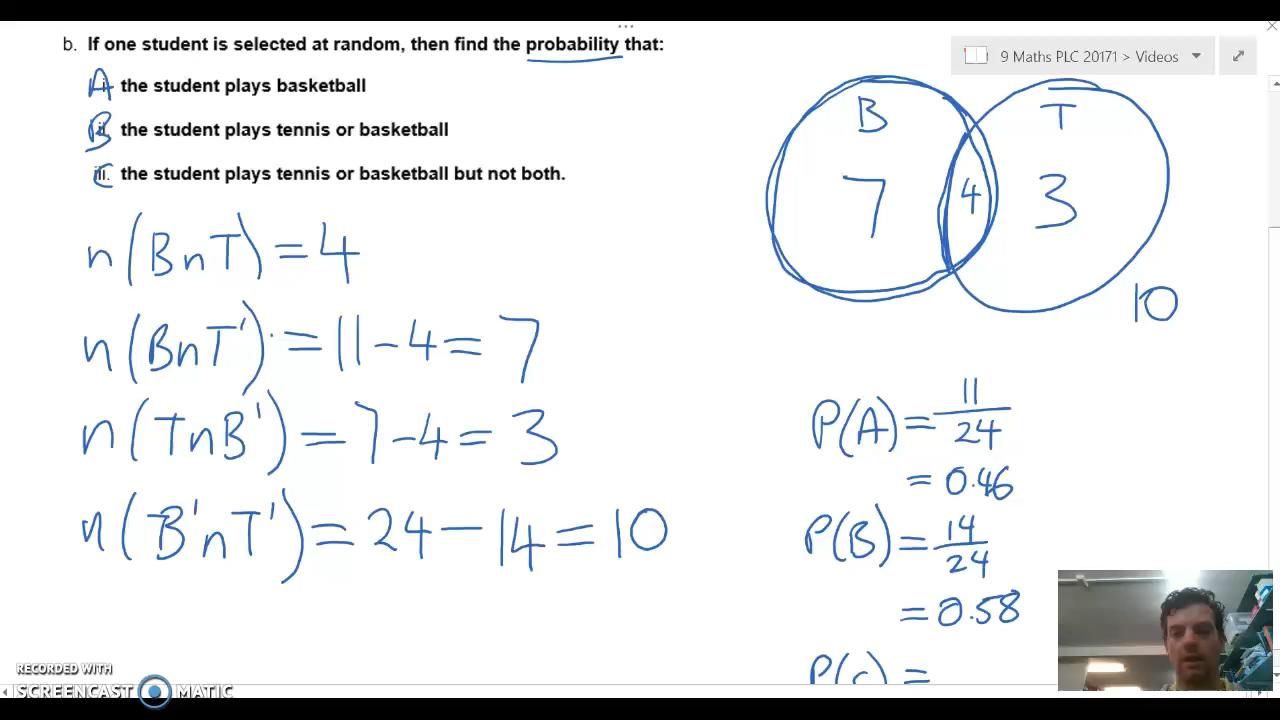 b. If one student is selected at random, then find the probability that:
A the student plays basketball
B the student plays tennis or basketball
C iii. the student plays tennis or basketball but not both.
9 Maths PLC 20171 > Videos
B T
7 4 3
10
n(B∩T) = 4
n(B∩T') = 11 - 4 = 7
n(T∩B') = 7 - 4 = 3
n(B'∩T') = 24 - 14 = 10
P(A) = 11/24
= 0.46
P(B) = 14/24
= 0.58
P(C) =
RECORDED WITH
SCREENCAST MATIC